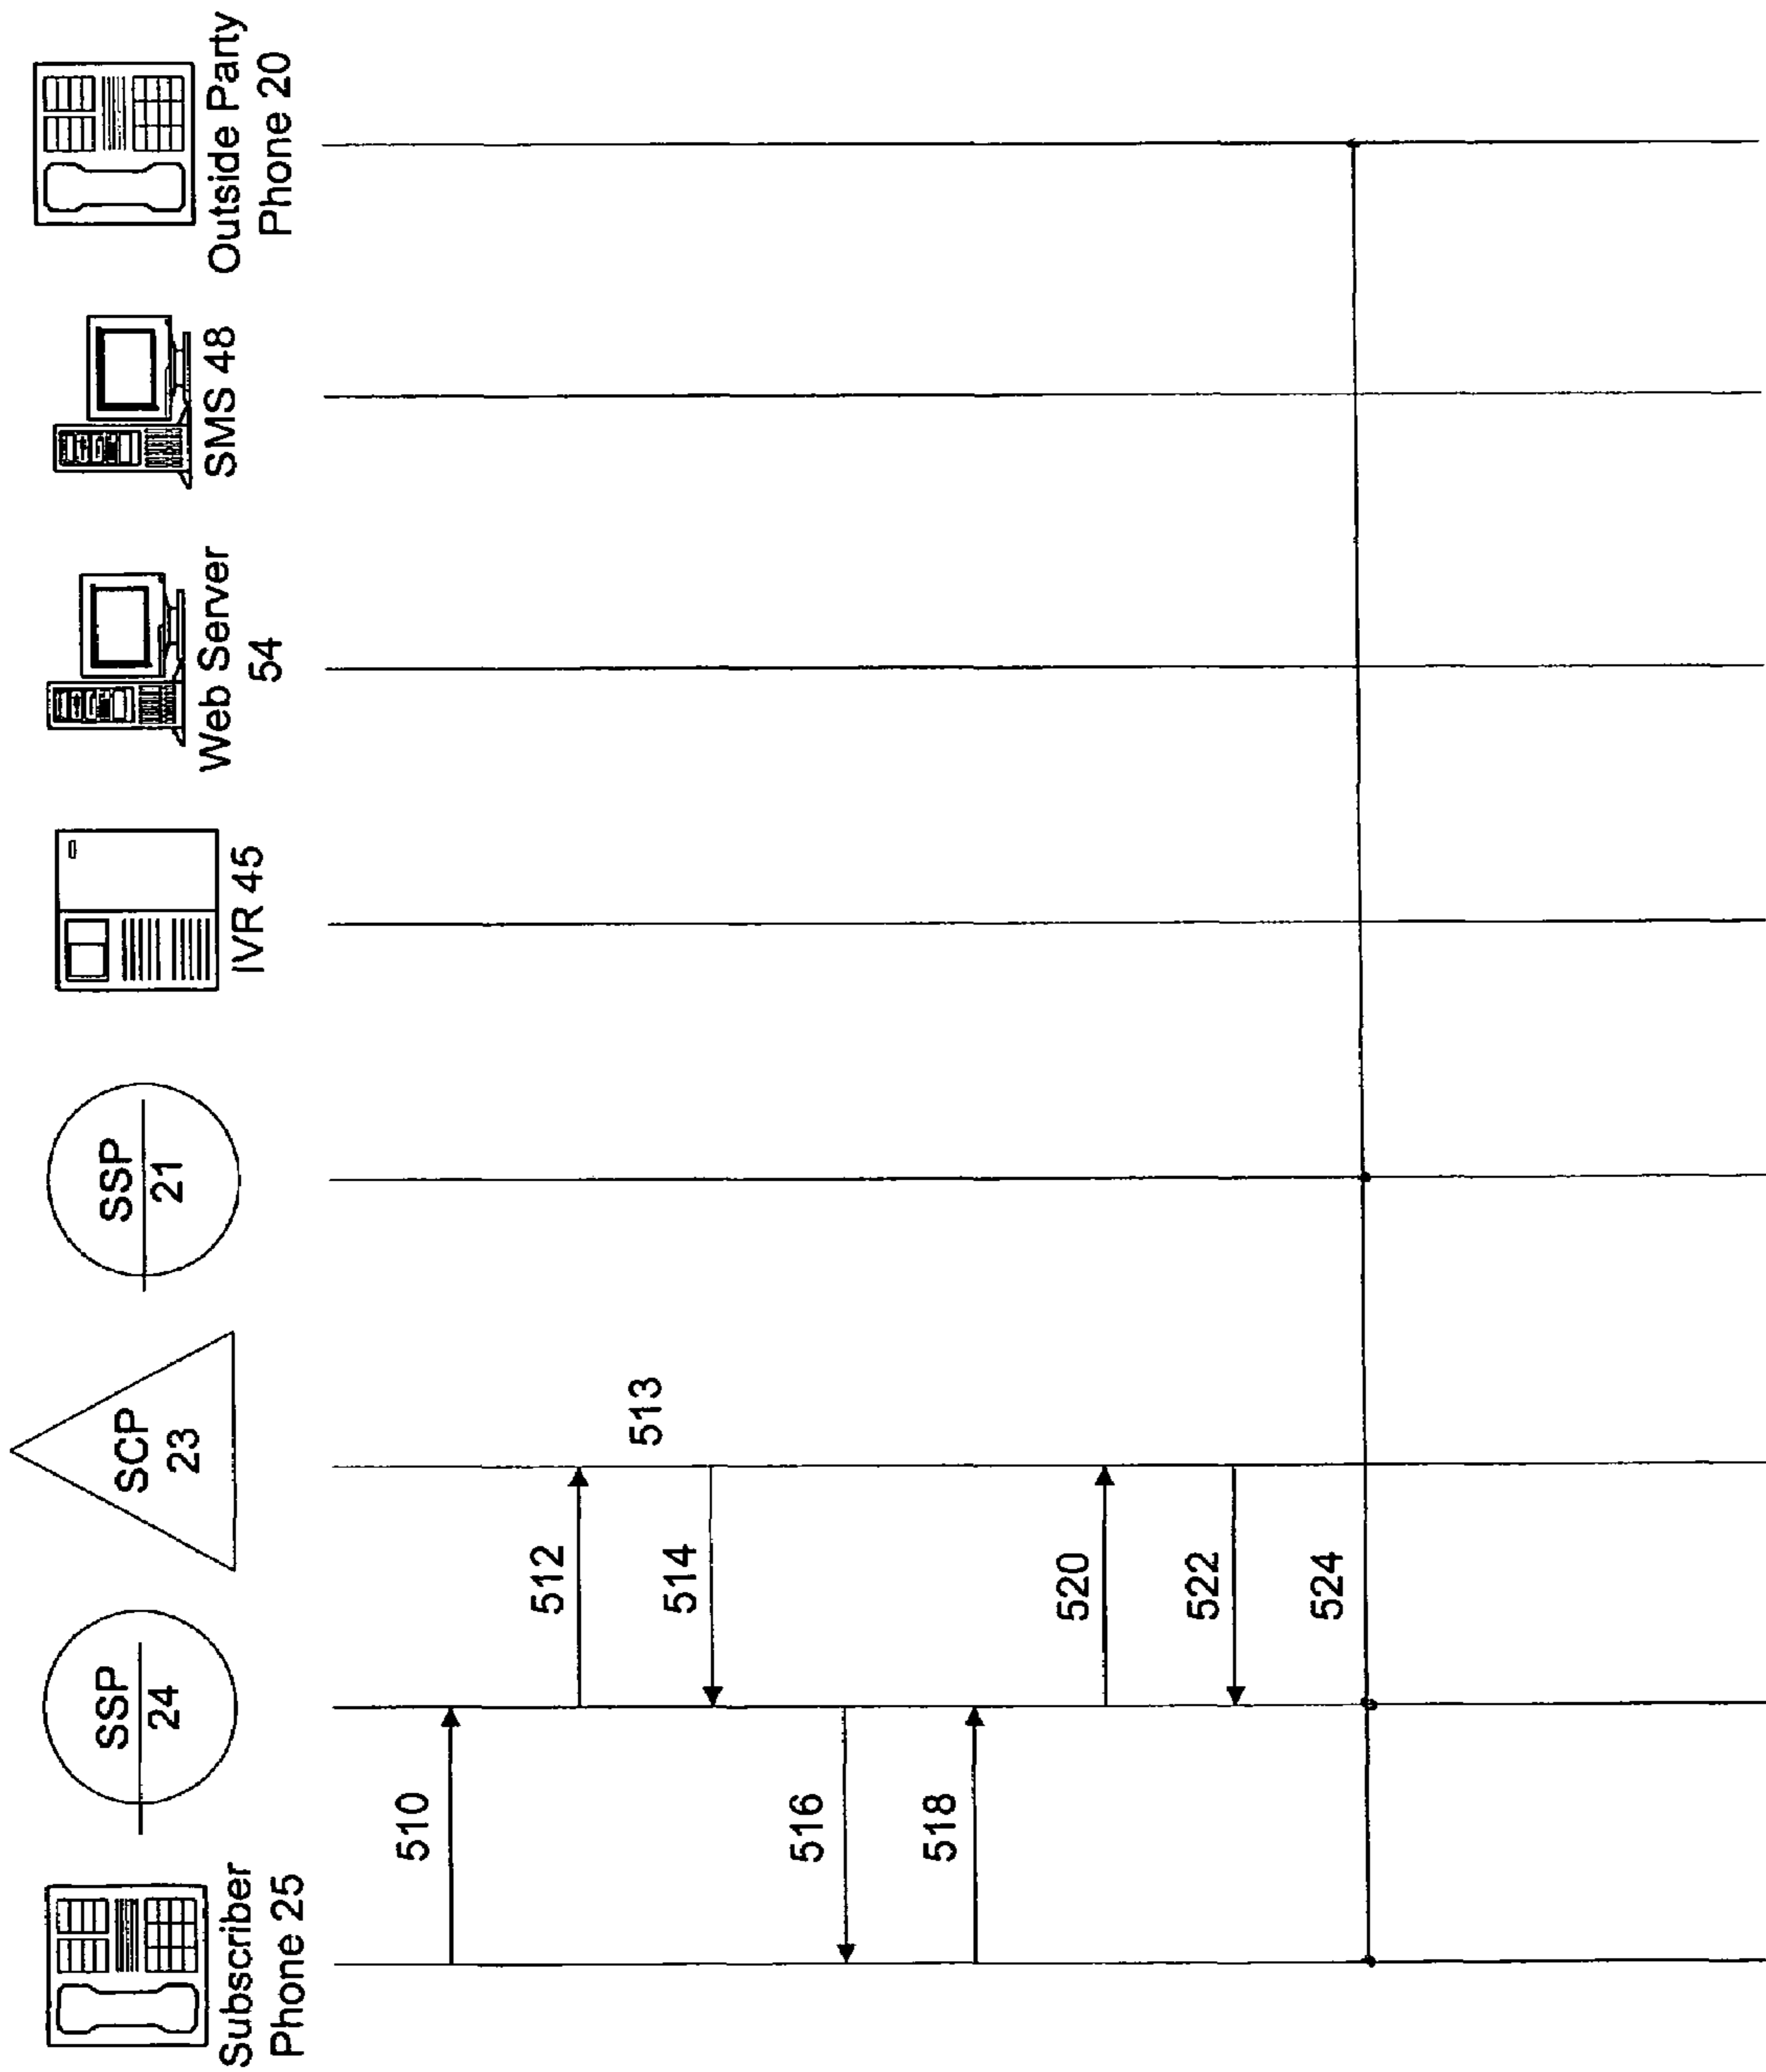 Subscriber
Phone 25
SSP
24
SCP
23
SSP
21
IVR 45
Web Server
54
SMS 48
Outside Party
Phone 20
510
512
513
514
516
518
520
522
524